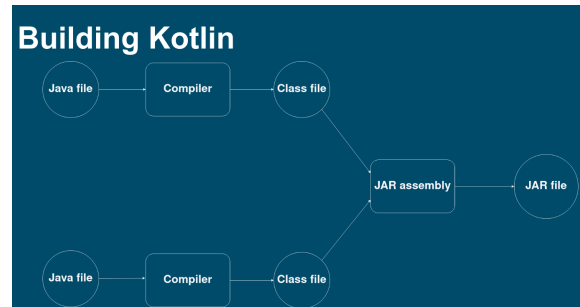 Building Kotlin
Java file
Compiler
Class file
JAR assembly
JAR file
Java file
Compiler
Class file